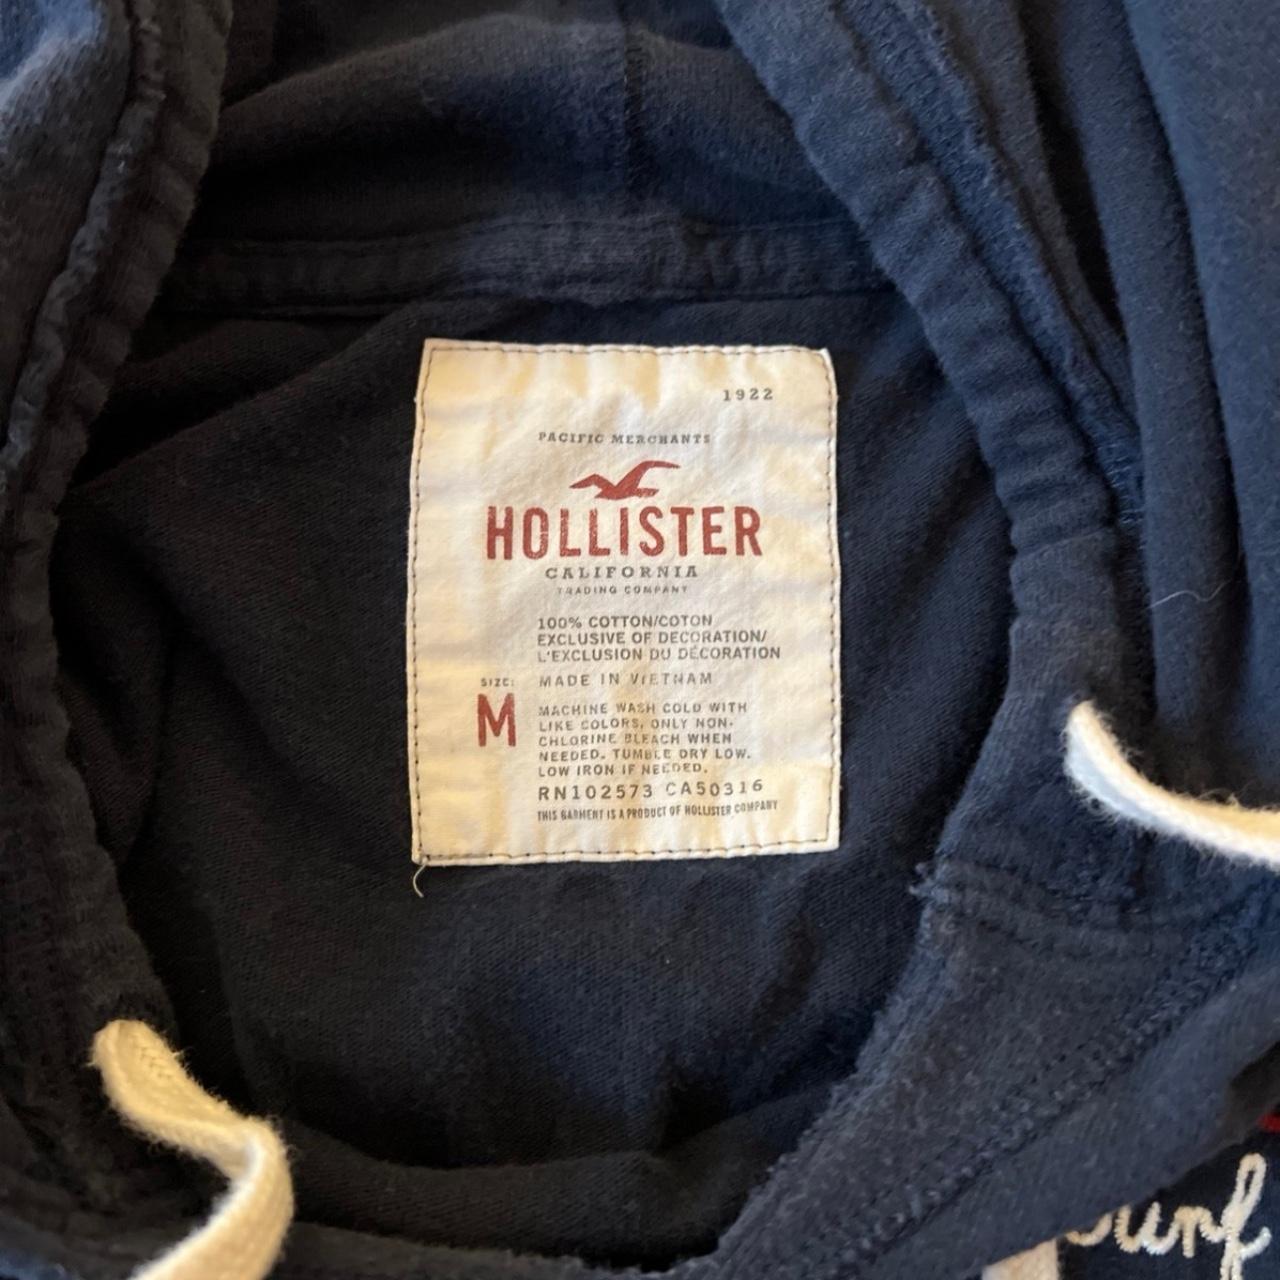 1922
PACIFIC MERCHANTS
HOLLISTER
CALIFORNIA
TRADING COMPANY
100% COTTON/COTON
EXCLUSIVE OF DECORATION/
L'EXCLUSION DU DÉCORATION
SIZE: MADE IN VIETNAM
M
MACHINE WASH COLD WITH
LIKE COLORS, ONLY NON-
CHLORINE BLEACH WHEN
NEEDED. TUMBLE DRY LOW.
LOW IRON IF NEEDED.
RN102573 CA50316
THIS GARMENT IS A PRODUCT OF HOLLISTER COMPANY
Surf